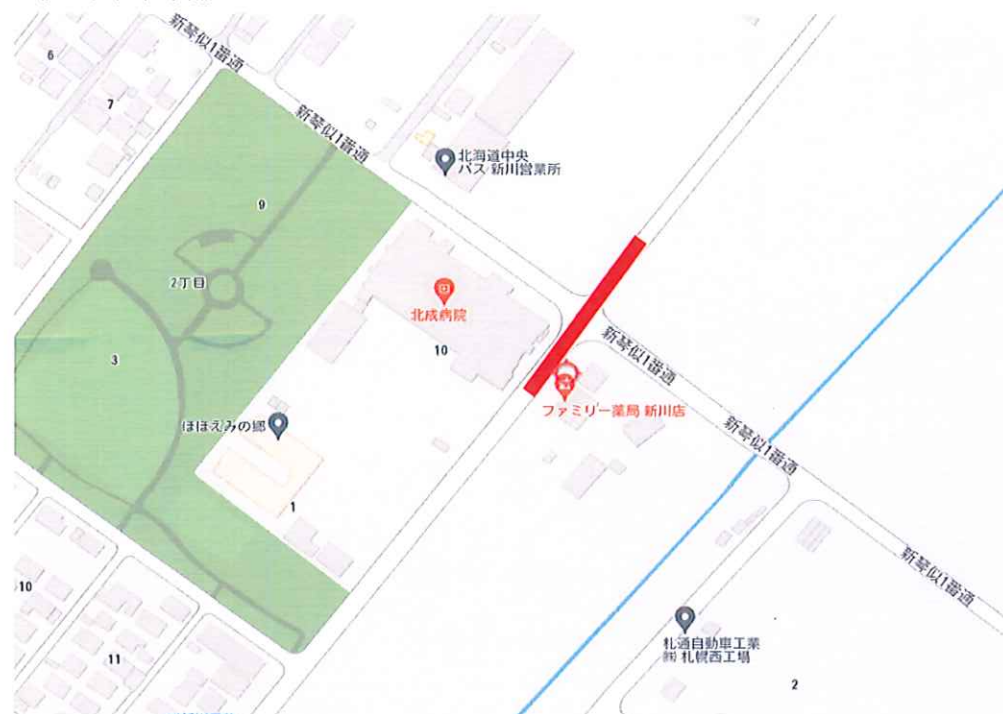 新琴似1番通
6
7
新琴似1番通
北海道中央
バス 新川営業所
9
2丁目
北成病院
10
3
新琴似1番通
ファミリー薬局 新川店
ほほえみの郷
新琴似1番通
1
新琴似1番通
10
札通自動車工業
㈱ 札幌西工場
11
2